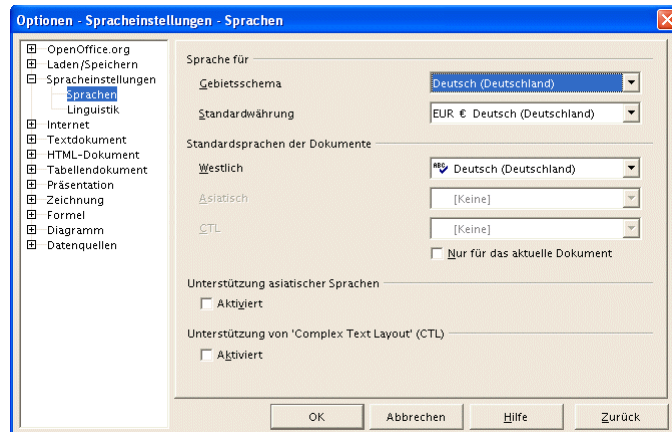 Optionen - Spracheinstellungen - Sprachen
OpenOffice.org
Laden/Speichern
Spracheinstellungen
Sprachen
Linguistik
Internet
Textdokument
HTML-Dokument
Tabellendokument
Präsentation
Zeichnung
Formel
Diagramm
Datenquellen
Sprache für
Gebietsschema
Deutsch (Deutschland)
Standardwährung
EUR € Deutsch (Deutschland)
Standardsprachen der Dokumente
Westlich
ABC Deutsch (Deutschland)
Asiatisch
[Keine]
CTL
[Keine]
Nur für das aktuelle Dokument
Unterstützung asiatischer Sprachen
Aktiviert
Unterstützung von 'Complex Text Layout' (CTL)
Aktiviert
OK
Abbrechen
Hilfe
Zurück